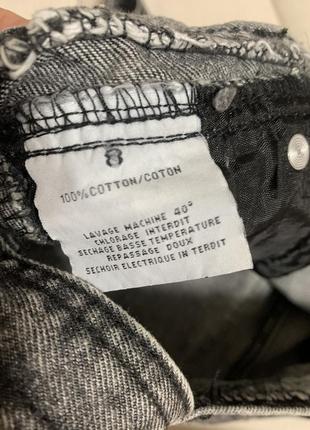 8
100% COTTON/COTON
LAVAGE MACHINE 40°
CHLORAGE INTERDIT
SECHAGE BASSE TEMPERATURE
REPASSAGE DOUX
SECHOIR ELECTRIQUE IN TERDIT